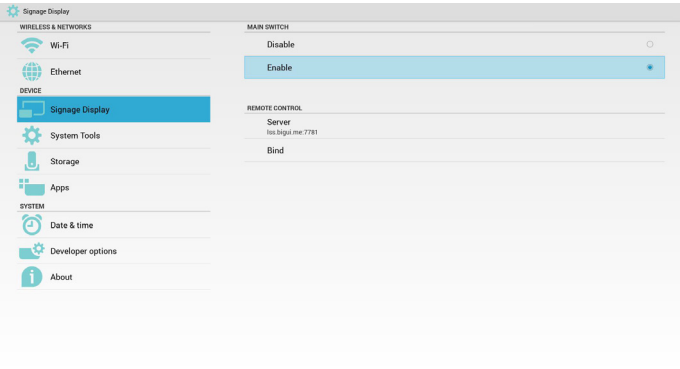 Signage Display
WIRELESS & NETWORKS
Wi-Fi
Ethernet
DEVICE
Signage Display
System Tools
Storage
Apps
SYSTEM
Date & time
Developer options
About
MAIN SWITCH
Disable
Enable
REMOTE CONTROL
Server
lss.bigui.me:7781
Bind